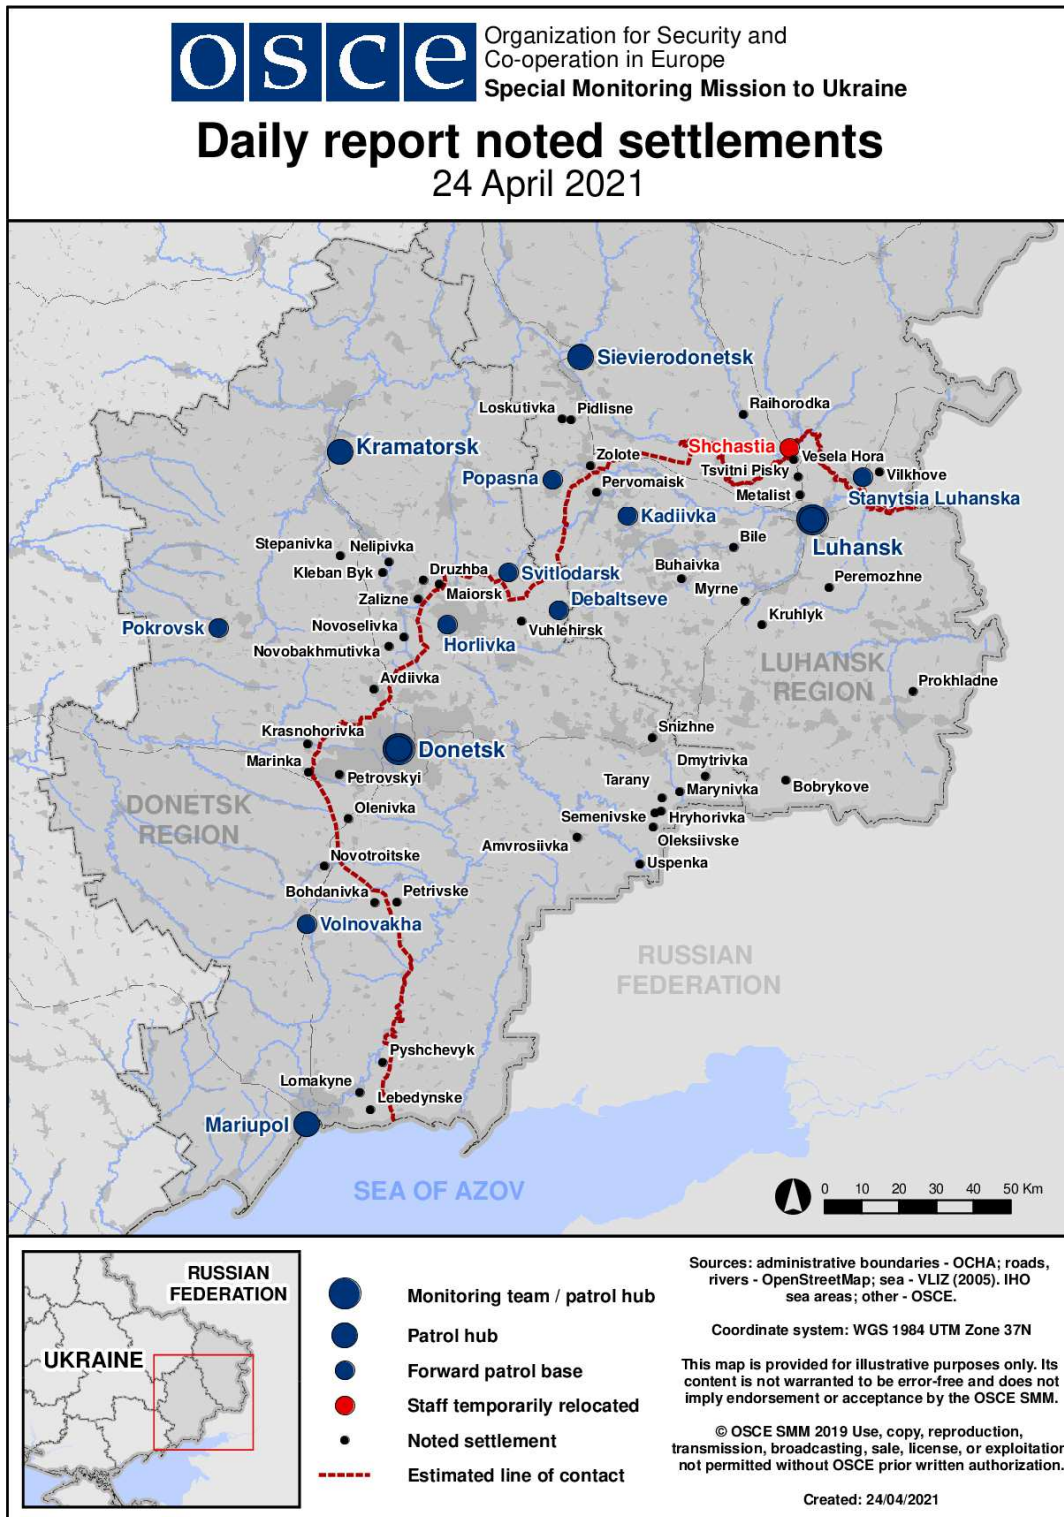 osce
Organization for Security and
Co-operation in Europe
Special Monitoring Mission to Ukraine
Daily report noted settlements
24 April 2021
Sievierodonetsk
Loskutivka
Pidlisne
Raihorodka
Kramatorsk
Shchastia
Zolote
Vesela Hora
Popasna
Tsvitni Pisky
Vilkhove
Pervomaisk
Metalist
Stanytsia Luhanska
Kadiivka
Stepanivka
Nelipivka
Bile
Luhansk
Kleban Byk
Druzhba
Svitlodarsk
Buhaivka
Peremozhne
Zalizne
Maiorsk
Debaltseve
Myrne
Pokrovsk
Novoselivka
Horlivka
Vuhlehirsk
Kruhlyk
Novobakhmutivka
LUHANSK
REGION
Avdiivka
Prokhladne
Krasnohorivka
Snizhne
Donetsk
Marinka
Petrovskyi
Dmytrivka
Tarany
Marynivka
Bobrykove
DONETSK
REGION
Olenivka
Semenivske
Hryhorivka
Amvrosiivka
Oleksiivske
Novotroitske
Uspenka
Bohdanivka
Petrivske
Volnovakha
RUSSIAN
FEDERATION
Pyshchevyk
Lomakyne
Lebedynske
Mariupol
SEA OF AZOV
0 10 20 30 40 50 Km
RUSSIAN
FEDERATION
UKRAINE
Monitoring team / patrol hub
Patrol hub
Forward patrol base
Staff temporarily relocated
Noted settlement
Estimated line of contact
Sources: administrative boundaries - OCHA; roads,
rivers - OpenStreetMap; sea - VLIZ (2005). IHO
sea areas; other - OSCE.
Coordinate system: WGS 1984 UTM Zone 37N
This map is provided for illustrative purposes only. Its
content is not warranted to be error-free and does not
imply endorsement or acceptance by the OSCE SMM.
© OSCE SMM 2019 Use, copy, reproduction,
transmission, broadcasting, sale, license, or exploitation
not permitted without OSCE prior written authorization.
Created: 24/04/2021